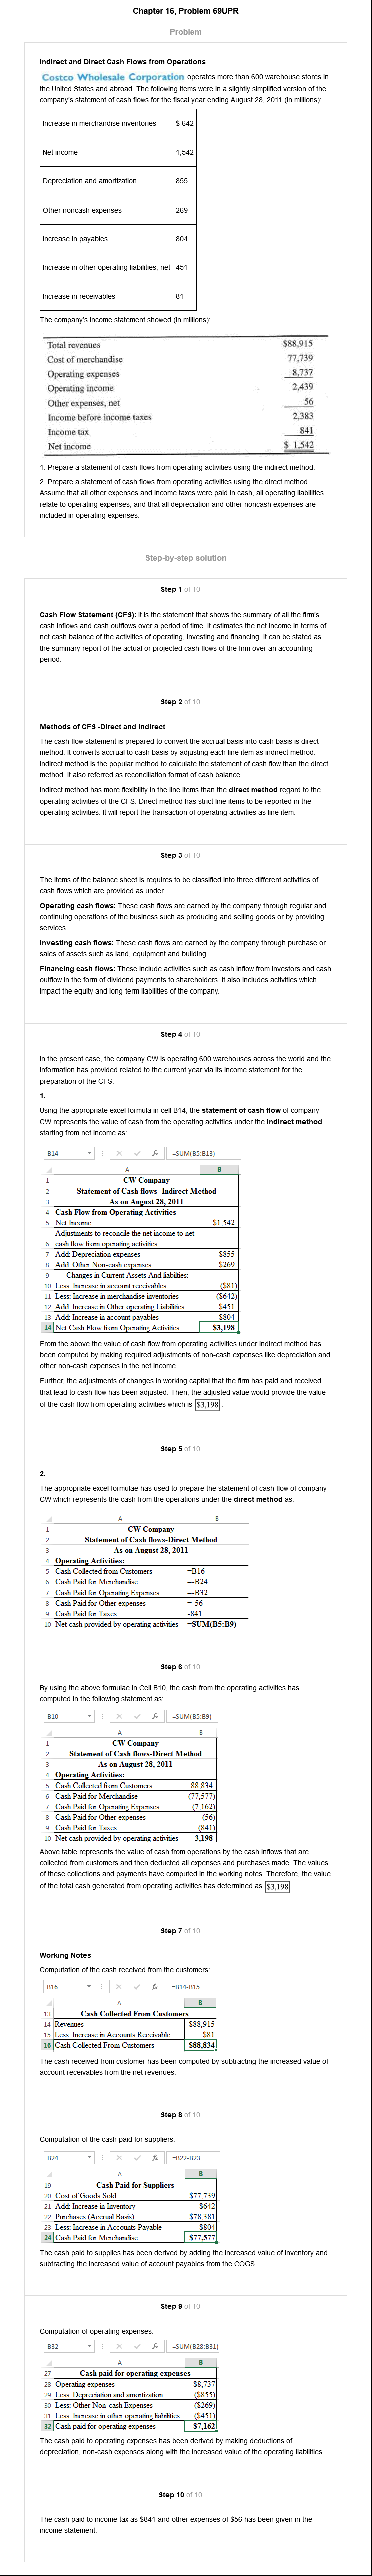 Chapter 16, Problem 69UPR
Problem
Indirect and Direct Cash Flows from Operations
Costco Wholesale Corporation operates more than 600 warehouse stores in
the United States and abroad. The following items were in a slightly simplified version of the
company's statement of cash flows for the fiscal year ending August 28, 2011 (in millions):
Increase in merchandise inventories $ 642
Net income 1,542
Depreciation and amortization 855
Other noncash expenses 269
Increase in payables 804
Increase in other operating liabilities, net 451
Increase in receivables 81
The company's income statement showed (in millions):
Total revenues $88,915
Cost of merchandise 77,739
Operating expenses 8,737
Operating income 2,439
Other expenses, net 56
Income before income taxes 2,383
Income tax 841
Net income $ 1,542
1. Prepare a statement of cash flows from operating activities using the indirect method.
2. Prepare a statement of cash flows from operating activities using the direct method.
Assume that all other expenses and income taxes were paid in cash, all operating liabilities
relate to operating expenses, and that all depreciation and other noncash expenses are
included in operating expenses.
Step-by-step solution
Step 1 of 10
Cash Flow Statement (CFS): It is the statement that shows the summary of all the firm's
cash inflows and cash outflows over a period of time. It estimates the net income in terms of
net cash balance of the activities of operating, investing and financing. It can be stated as
the summary report of the actual or projected cash flows of the firm over an accounting
period.
Step 2 of 10
Methods of CFS -Direct and indirect
The cash flow statement is prepared to convert the accrual basis into cash basis is direct
method. It converts accrual to cash basis by adjusting each line item as indirect method.
Indirect method is the popular method to calculate the statement of cash flow than the direct
method. It also referred as reconciliation format of cash balance.
Indirect method has more flexibility in the line items than the direct method regard to the
operating activities of the CFS. Direct method has strict line items to be reported in the
operating activities. It will report the transaction of operating activities as line item.
Step 3 of 10
The items of the balance sheet is requires to be classified into three different activities of
cash flows which are provided as under.
Operating cash flows: These cash flows are earned by the company through regular and
continuing operations of the business such as producing and selling goods or by providing
services.
Investing cash flows: These cash flows are earned by the company through purchase or
sales of assets such as land, equipment and building.
Financing cash flows: These include activities such as cash inflow from investors and cash
outflow in the form of dividend payments to shareholders. It also includes activities which
impact the equity and long-term liabilities of the company.
Step 4 of 10
In the present case, the company CW is operating 600 warehouses across the world and the
information has provided related to the current year via its income statement for the
preparation of the CFS.
1.
Using the appropriate excel formula in cell B14, the statement of cash flow of company
CW represents the value of cash from the operating activities under the indirect method
starting from net income as:
B14 fx =SUM(B5:B13)
A B
1 CW Company
2 Statement of Cash flows -Indirect Method
3 As on August 28, 2011
4 Cash Flow from Operating Activities
5 Net Income $1,542
Adjustments to reconcile the net income to net
6 cash flow from operating activities:
7 Add: Depreciation expenses $855
8 Add: Other Non-cash expenses $269
9 Changes in Current Assets And liabilties:
10 Less: Increase in account receivables ($81)
11 Less: Increase in merchandise inventories ($642)
12 Add: Increase in Other operating Liabilities $451
13 Add: Increase in account payables $804
14 Net Cash Flow from Operating Activities $3,198
From the above the value of cash flow from operating activities under indirect method has
been computed by making required adjustments of non-cash expenses like depreciation and
other non-cash expenses in the net income.
Further, the adjustments of changes in working capital that the firm has paid and received
that lead to cash flow has been adjusted. Then, the adjusted value would provide the value
of the cash flow from operating activities which is $3,198.
Step 5 of 10
2.
The appropriate excel formulae has used to prepare the statement of cash flow of company
CW which represents the cash from the operations under the direct method as:
A B
1 CW Company
2 Statement of Cash flows-Direct Method
3 As on August 28, 2011
4 Operating Activities:
5 Cash Collected from Customers =B16
6 Cash Paid for Merchandise =-B24
7 Cash Paid for Operating Expenses =-B32
8 Cash Paid for Other expenses =-56
9 Cash Paid for Taxes -841
10 Net cash provided by operating activities =SUM(B5:B9)
Step 6 of 10
By using the above formulae in Cell B10, the cash from the operating activities has
computed in the following statement as:
B10 fx =SUM(B5:B9)
A B
1 CW Company
2 Statement of Cash flows-Direct Method
3 As on August 28, 2011
4 Operating Activities:
5 Cash Collected from Customers 88,834
6 Cash Paid for Merchandise (77,577)
7 Cash Paid for Operating Expenses (7,162)
8 Cash Paid for Other expenses (56)
9 Cash Paid for Taxes (841)
10 Net cash provided by operating activities 3,198
Above table represents the value of cash from operations by the cash inflows that are
collected from customers and then deducted all expenses and purchases made. The values
of these collections and payments have computed in the working notes. Therefore, the value
of the total cash generated from operating activities has determined as $3,198.
Step 7 of 10
Working Notes
Computation of the cash received from the customers:
B16 fx =B14-B15
A B
13 Cash Collected From Customers
14 Revenues $88,915
15 Less: Increase in Accounts Receivable $81
16 Cash Collected From Customers $88,834
The cash received from customer has been computed by subtracting the increased value of
account receivables from the net revenues.
Step 8 of 10
Computation of the cash paid for suppliers:
B24 fx =B22-B23
A B
19 Cash Paid for Suppliers
20 Cost of Goods Sold $77,739
21 Add: Increase in Inventory $642
22 Purchases (Accrual Basis) $78,381
23 Less: Increase in Accounts Payable $804
24 Cash Paid for Merchandise $77,577
The cash paid to supplies has been derived by adding the increased value of inventory and
subtracting the increased value of account payables from the COGS.
Step 9 of 10
Computation of operating expenses:
B32 fx =SUM(B28:B31)
A B
27 Cash paid for operating expenses
28 Operating expenses $8,737
29 Less: Depreciation and amortization ($855)
30 Less: Other Non-cash Expenses ($269)
31 Less: Increase in other operating liabilities ($451)
32 Cash paid for operating expenses $7,162
The cash paid to operating expenses has been derived by making deductions of
depreciation, non-cash expenses along with the increased value of the operating liabilities.
Step 10 of 10
The cash paid to income tax as $841 and other expenses of $56 has been given in the
income statement.